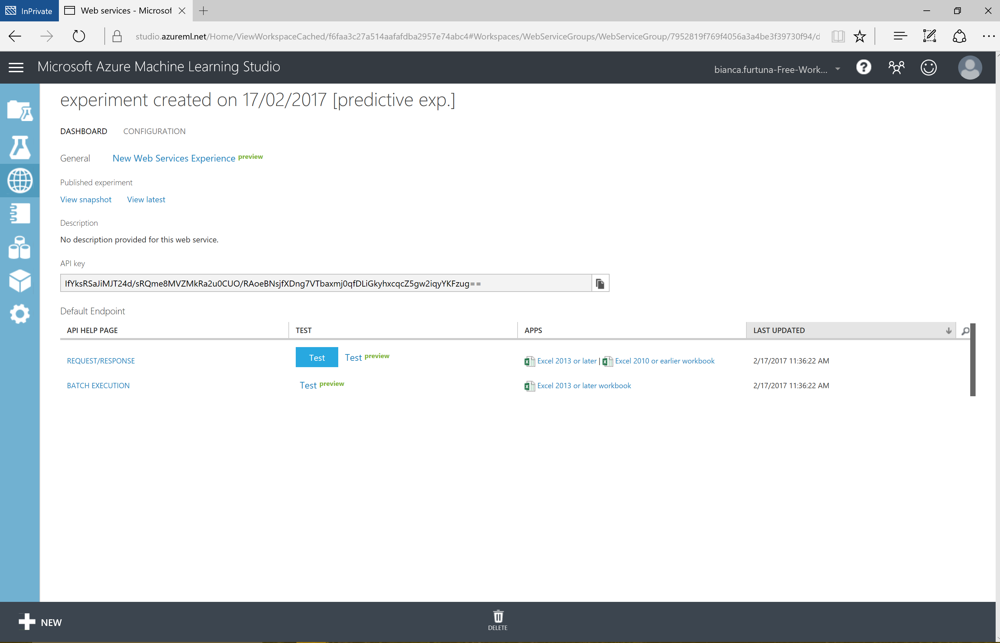 InPrivate Web services - Microsof
studio.azureml.net/Home/ViewWorkspaceCached/f6faa3c27a514aafafdba2957e74abc4#Workspaces/WebServiceGroups/WebServiceGroup/7952819f769f4056a3a4be3f39730f94/d
Microsoft Azure Machine Learning Studio bianca.furtuna-Free-Work...
experiment created on 17/02/2017 [predictive exp.]
DASHBOARD CONFIGURATION
General New Web Services Experience preview
Published experiment
View snapshot View latest
Description
No description provided for this web service.
API key
IfYksRSaJiMJT24d/sRQme8MVZMkRa2u0CUO/RAoeBNsjfXDng7VTbaxmj0qfDLiGkyhxcqcZ5gw2iqyYKFzug==
Default Endpoint
API HELP PAGE TEST APPS LAST UPDATED
REQUEST/RESPONSE Test Test preview Excel 2013 or later | Excel 2010 or earlier workbook 2/17/2017 11:36:22 AM
BATCH EXECUTION Test preview Excel 2013 or later workbook 2/17/2017 11:36:22 AM
NEW DELETE